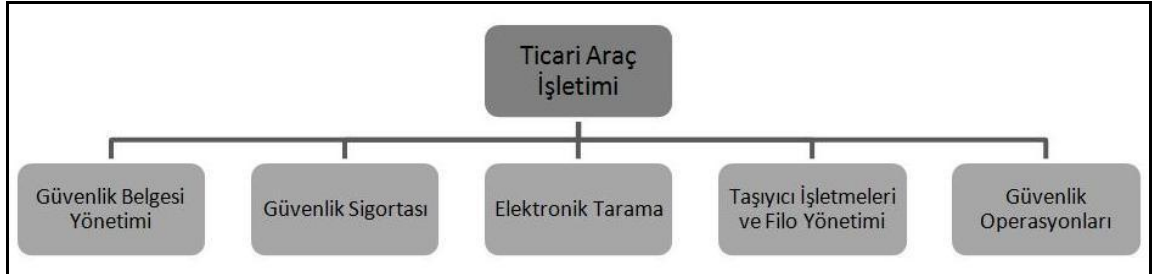 Ticari Araç
İşletimi
Güvenlik Belgesi
Yönetimi
Güvenlik Sigortası
Elektronik Tarama
Taşıyıcı İşletmeleri
ve Filo Yönetimi
Güvenlik
Operasyonları